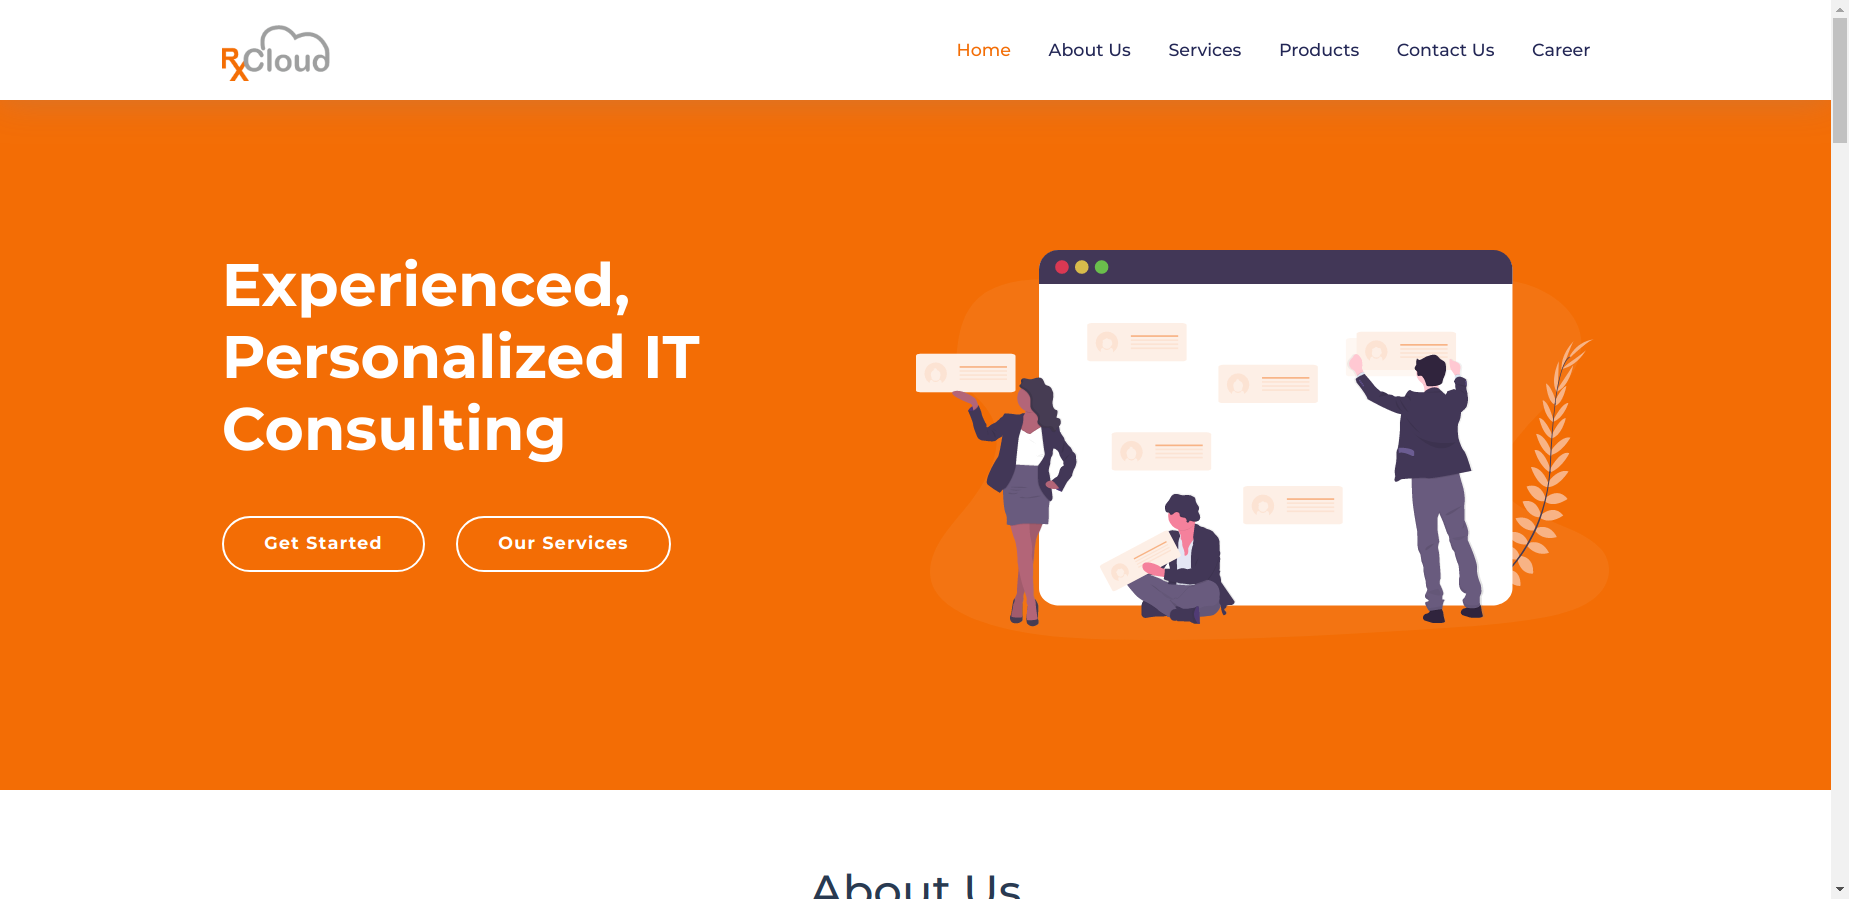 RxCloud
Home About Us Services Products Contact Us Career
Experienced,
Personalized IT
Consulting
Get Started Our Services
About Us